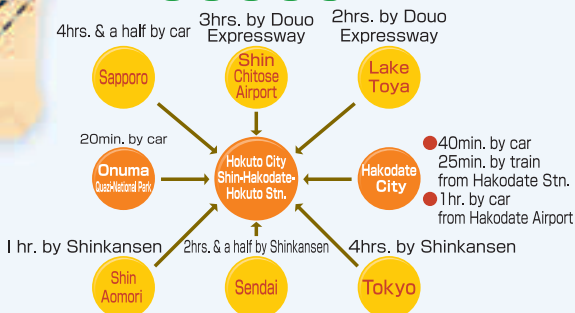 4hrs. & a half by car
3hrs. by Douo
Expressway
2hrs. by Douo
Expressway
Sapporo
Shin
Chitose
Airport
Lake
Toya
20min. by car
Onuma
Quazi-National Park
Hokuto City
Shin-Hakodate-
Hokuto Stn.
Hakodate
City
●40min. by car
25min. by train
from Hakodate Stn.
●1hr. by car
from Hakodate Airport
1 hr. by Shinkansen
2hrs. & a half by Shinkansen
4hrs. by Shinkansen
Shin
Aomori
Sendai
Tokyo